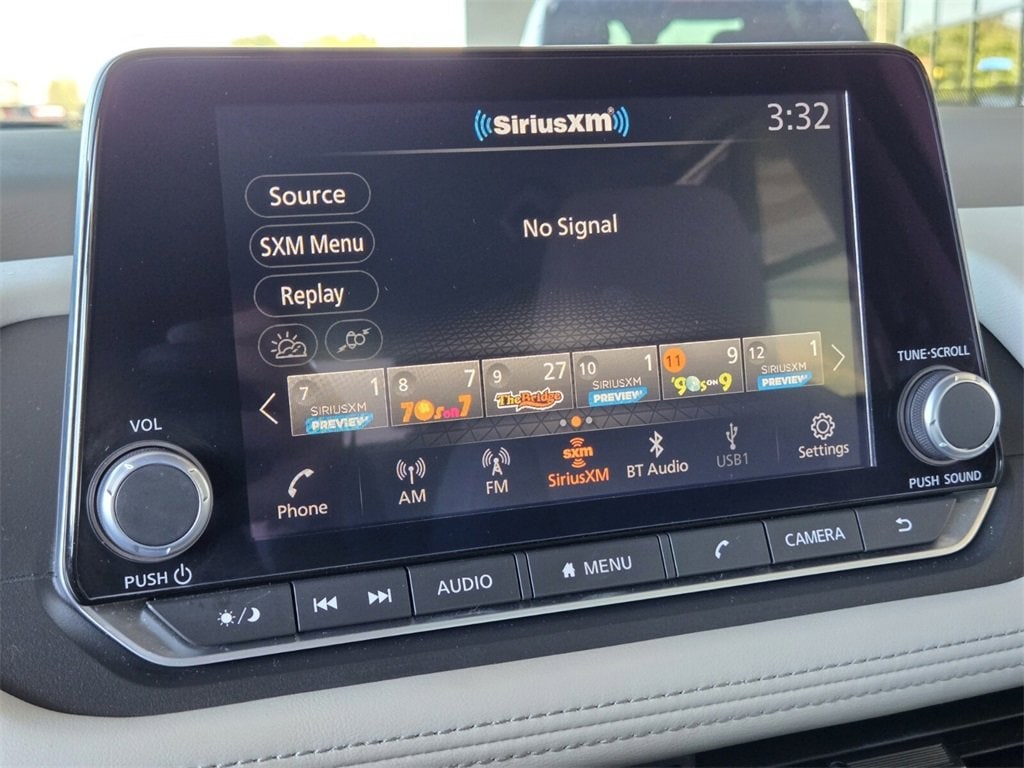 SiriusXM
3:32
Source
No Signal
SXM Menu
Replay
7 1 8 7 9 27 10 1 11 9 12 1
SIRIUSXM PREVIEW
70s on 7
The Bridge
SIRIUSXM PREVIEW
'90s ON 9
SIRIUSXM PREVIEW
Phone
AM
FM
sxm
SiriusXM
BT Audio
USB1
Settings
VOL
PUSH
TUNE·SCROLL
PUSH SOUND
AUDIO
MENU
CAMERA